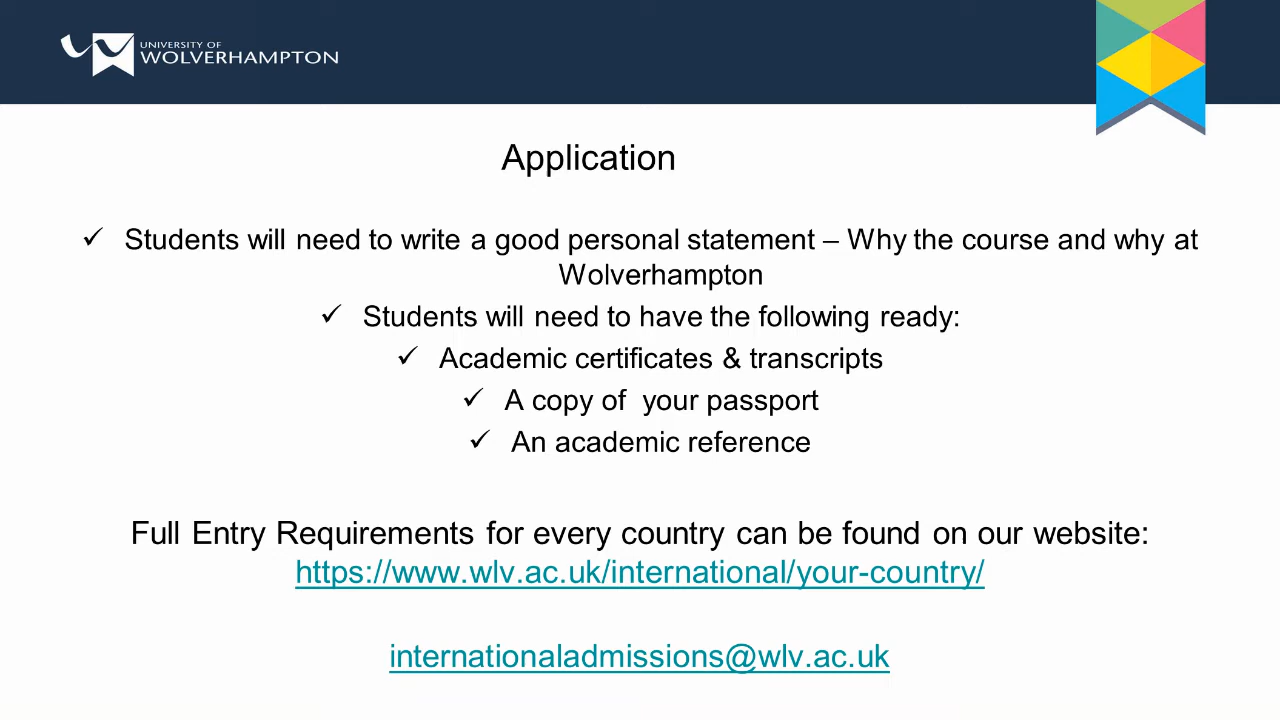 UNIVERSITY OF
WOLVERHAMPTON
Application
✓ Students will need to write a good personal statement – Why the course and why at
Wolverhampton
✓ Students will need to have the following ready:
✓ Academic certificates & transcripts
✓ A copy of  your passport
✓ An academic reference
Full Entry Requirements for every country can be found on our website:
https://www.wlv.ac.uk/international/your-country/
internationaladmissions@wlv.ac.uk